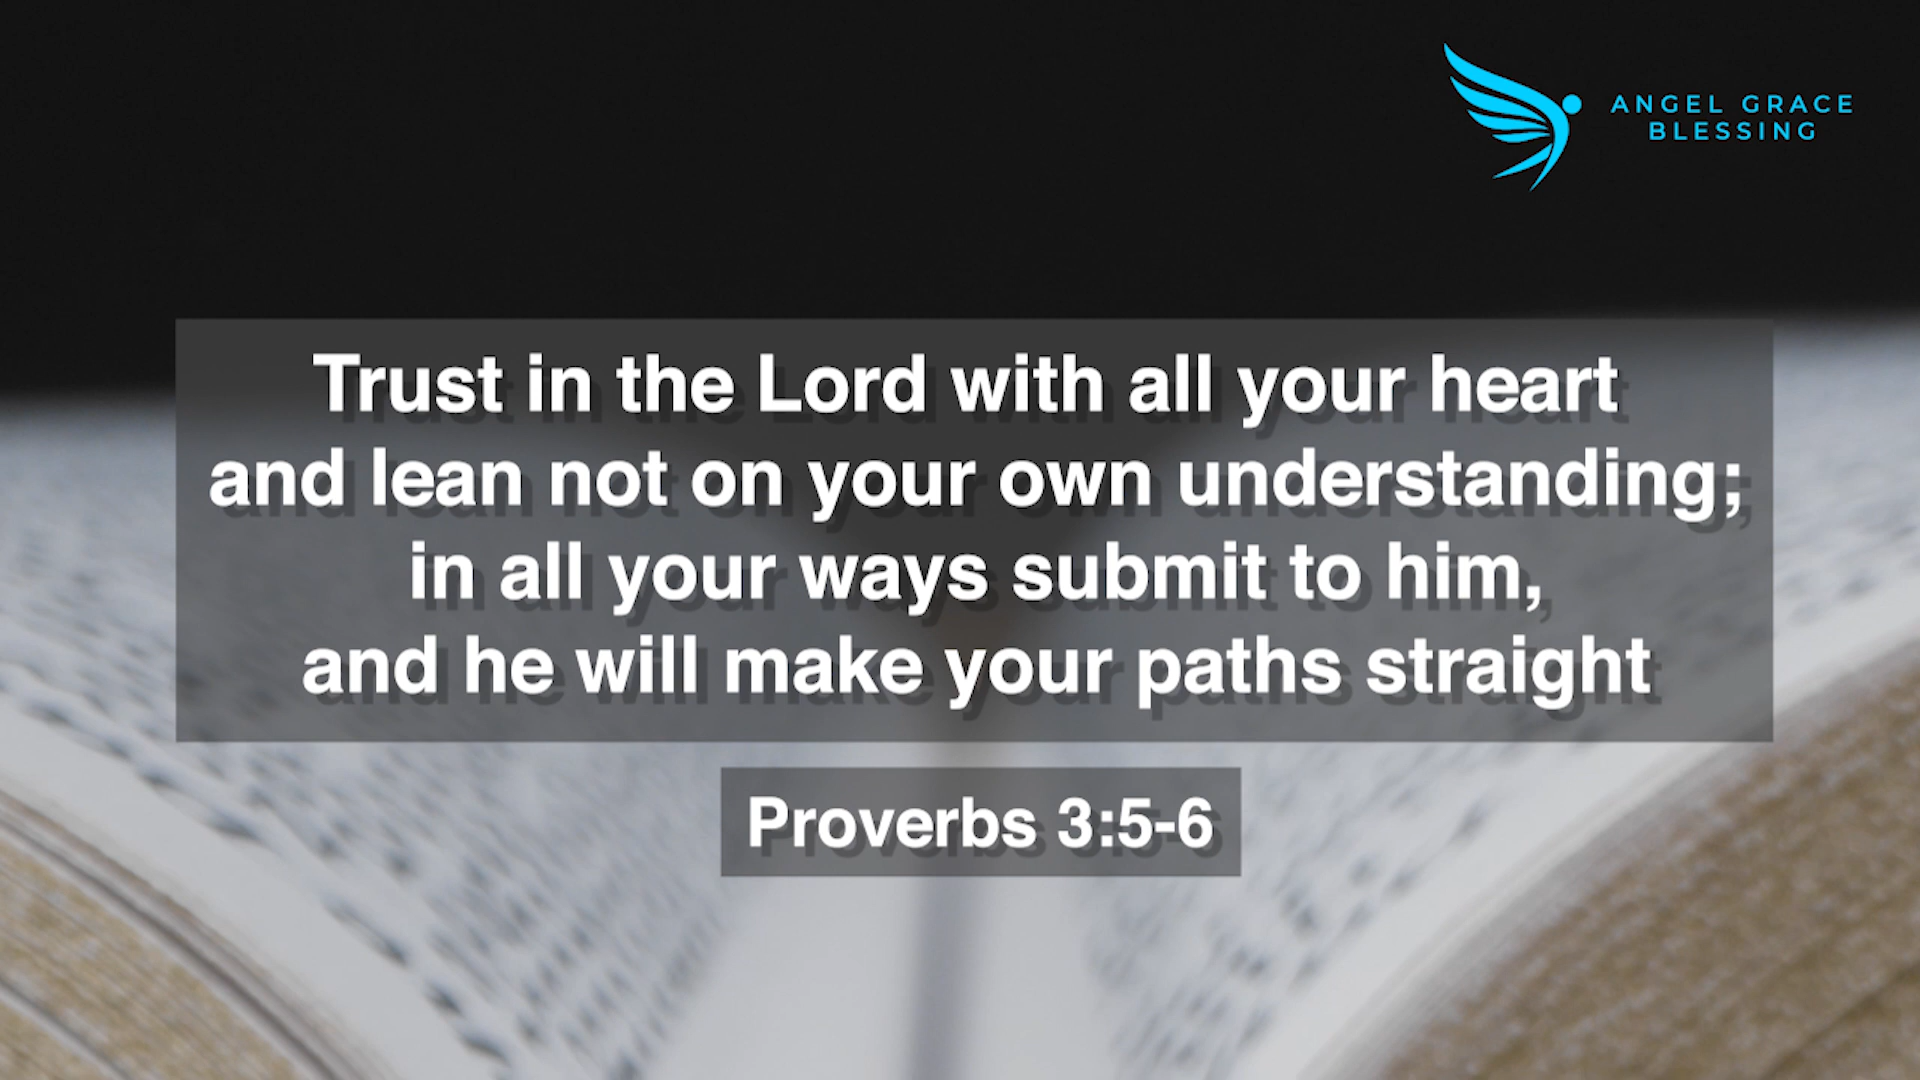 ANGEL GRACE
BLESSING
Trust in the Lord with all your heart
and lean not on your own understanding;
in all your ways submit to him,
and he will make your paths straight
Proverbs 3:5-6